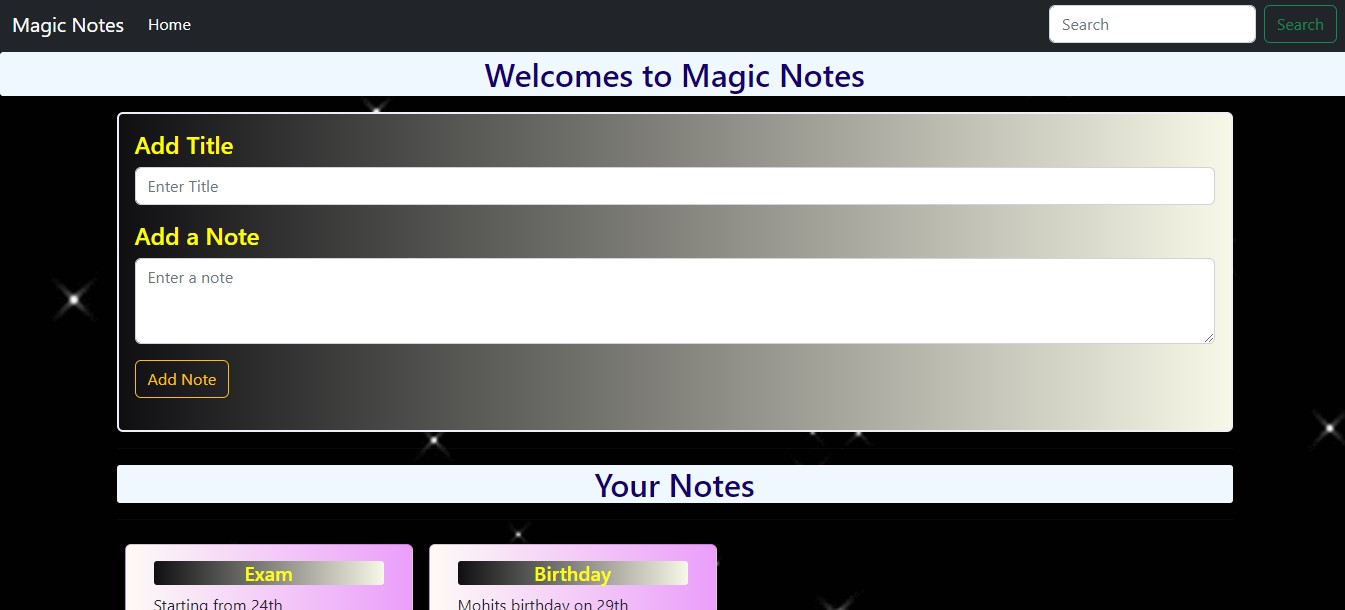 Magic Notes Home Search Search
Welcomes to Magic Notes
Add Title
Enter Title
Add a Note
Enter a note
Add Note
Your Notes
Exam
Starting from 24th
Birthday
Mohits birthday on 29th